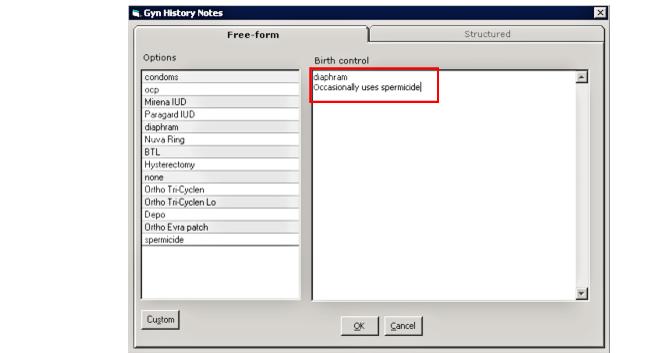 Gyn History Notes
Free-form
Structured
Options
Birth control
condoms
ocp
Mirena IUD
Paragard IUD
diaphram
Nuva Ring
BTL
Hysterectomy
none
Ortho Tri-Cyclen
Ortho Tri-Cyclen Lo
Depo
Ortho Evra patch
spermicide
diaphram
Occasionally uses spermicide
Custom
OK
Cancel